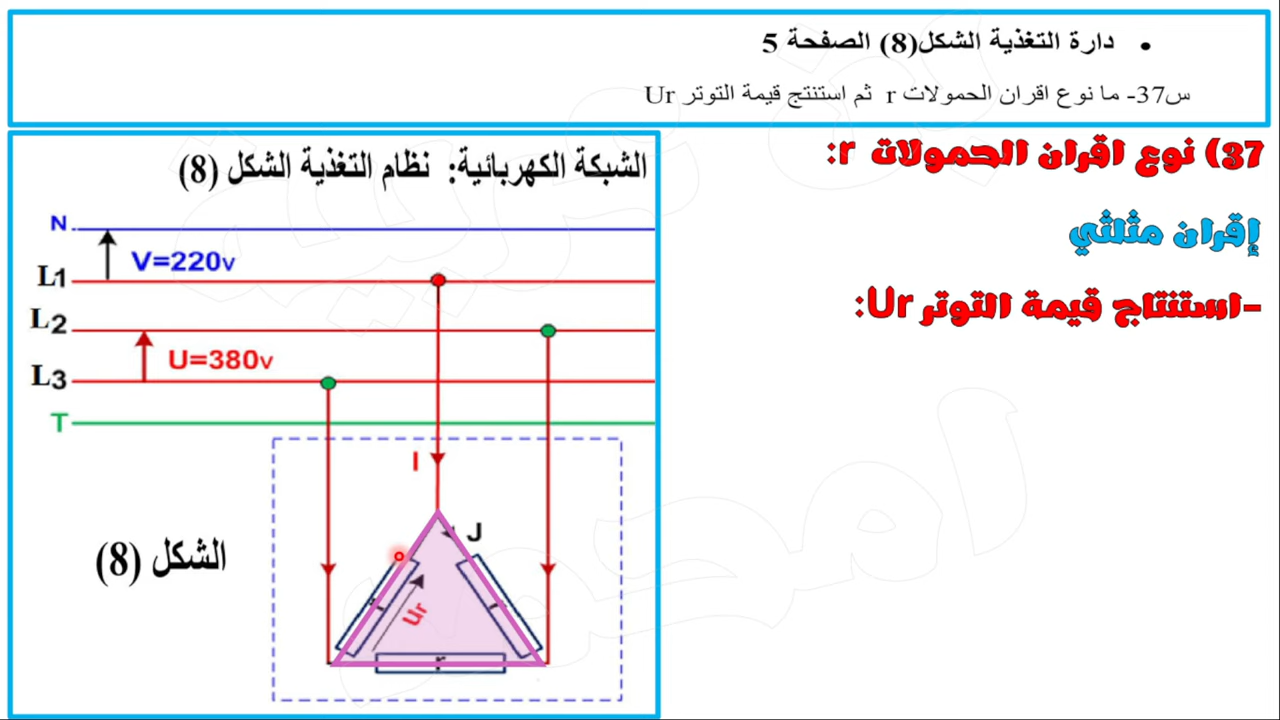 • دارة التغذية الشكل(8) الصفحة 5
س37- ما نوع اقران الحمولات r ثم استنتج قيمة التوتر Ur
37) نوع اقران الحمولات r:
إقران مثلثي
-استنتاج قيمة التوتر Ur:
الشبكة الكهربائية: نظام التغذية الشكل (8)
N
V=220v
L1
L2
U=380v
L3
T
I
J
الشكل (8)
r
Ur
r
r